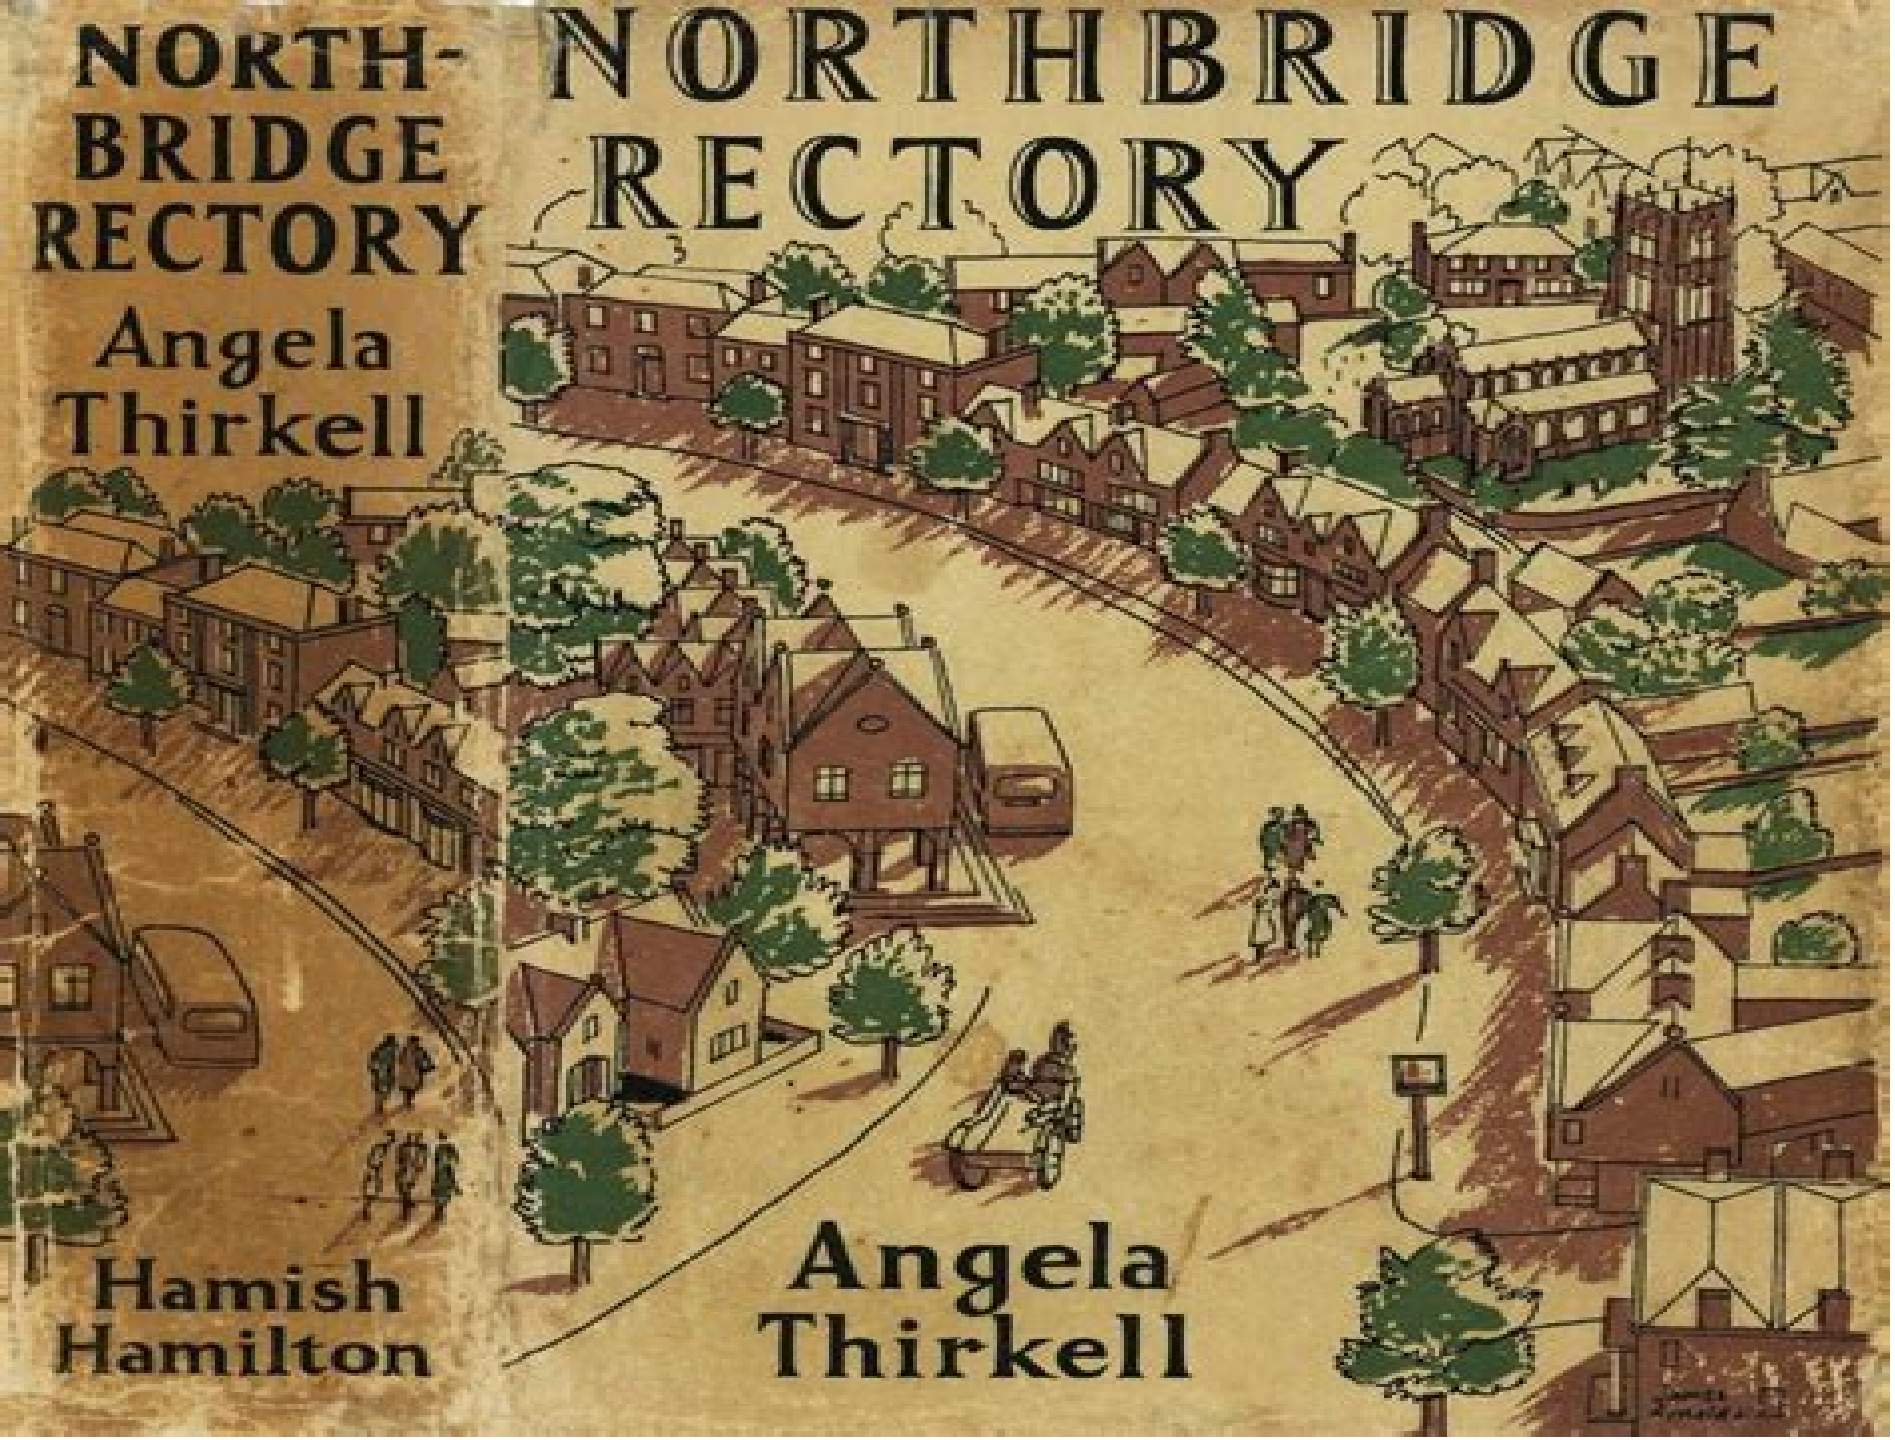 NORTH-
BRIDGE
RECTORY
Angela
Thirkell
Hamish
Hamilton
NORTHBRIDGE
RECTORY
Angela
Thirkell